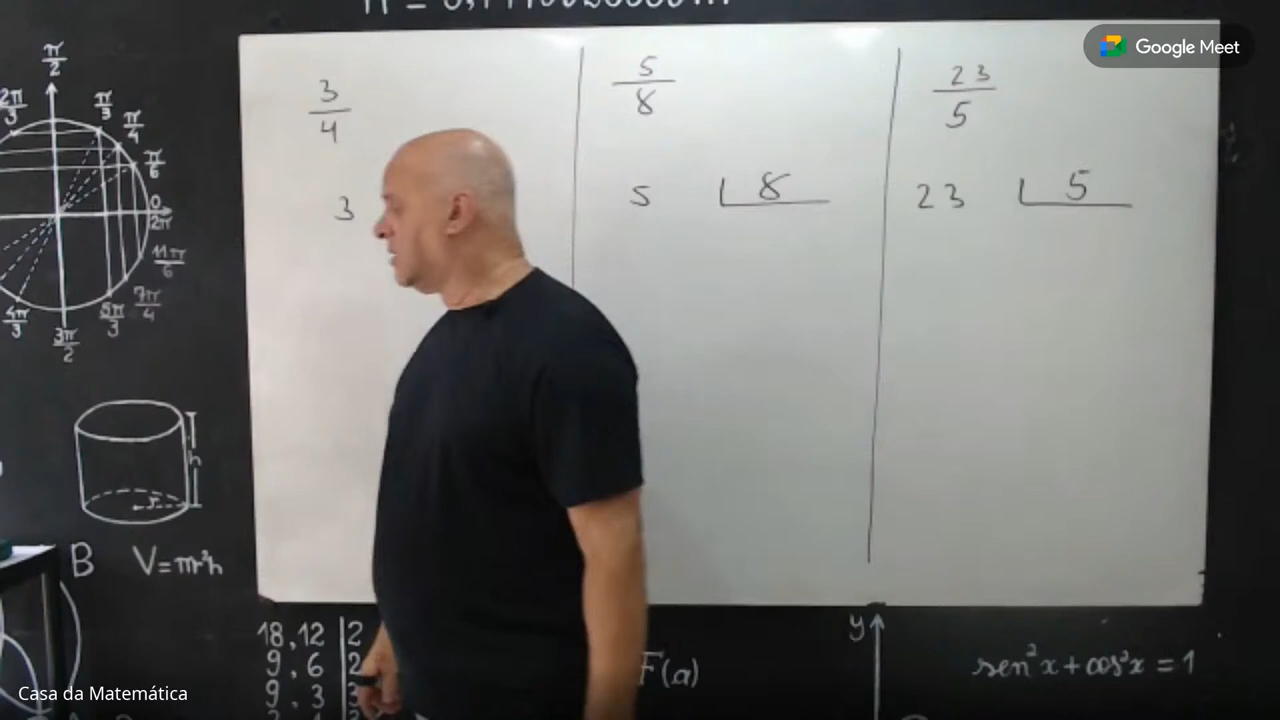 Google Meet
3
4
3
5
8
5 8
23
5
23 5
π
2
2π
3
π
3
π
4
π
6
0
2π
11π
6
7π
4
5π
3
3π
2
4π
3
h
r
B V=πr²h
18,12 2
9,6 2
9,3 3
F(a)
y
sen²x+cos²x=1
Casa da Matemática